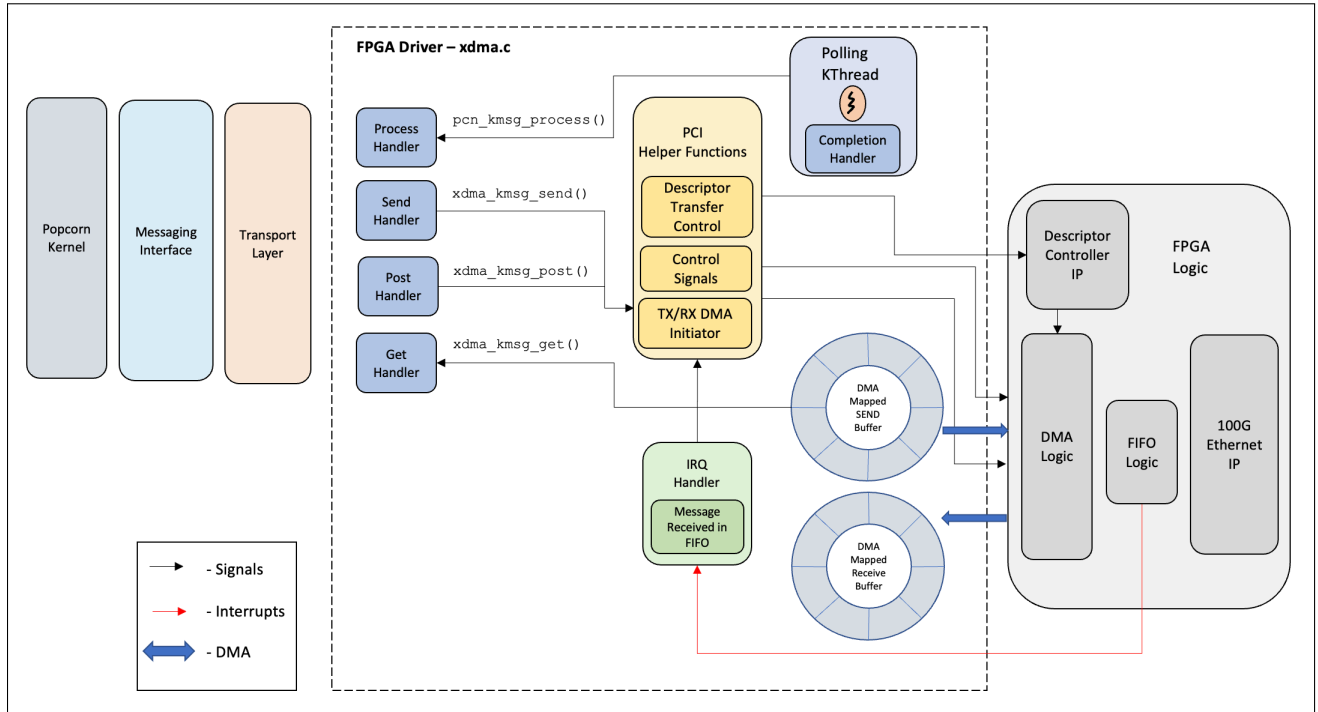 FPGA Driver – xdma.c
Popcorn
Kernel
Messaging
Interface
Transport
Layer
Process
Handler
pcn_kmsg_process()
Send
Handler
xdma_kmsg_send()
Post
Handler
xdma_kmsg_post()
Get
Handler
xdma_kmsg_get()
PCI
Helper Functions
Descriptor
Transfer
Control
Control
Signals
TX/RX DMA
Initiator
Polling
KThread
Completion
Handler
IRQ
Handler
Message
Received in
FIFO
DMA
Mapped
SEND
Buffer
DMA
Mapped
Receive
Buffer
FPGA
Logic
Descriptor
Controller
IP
DMA
Logic
FIFO
Logic
100G
Ethernet
IP
- Signals
- Interrupts
- DMA